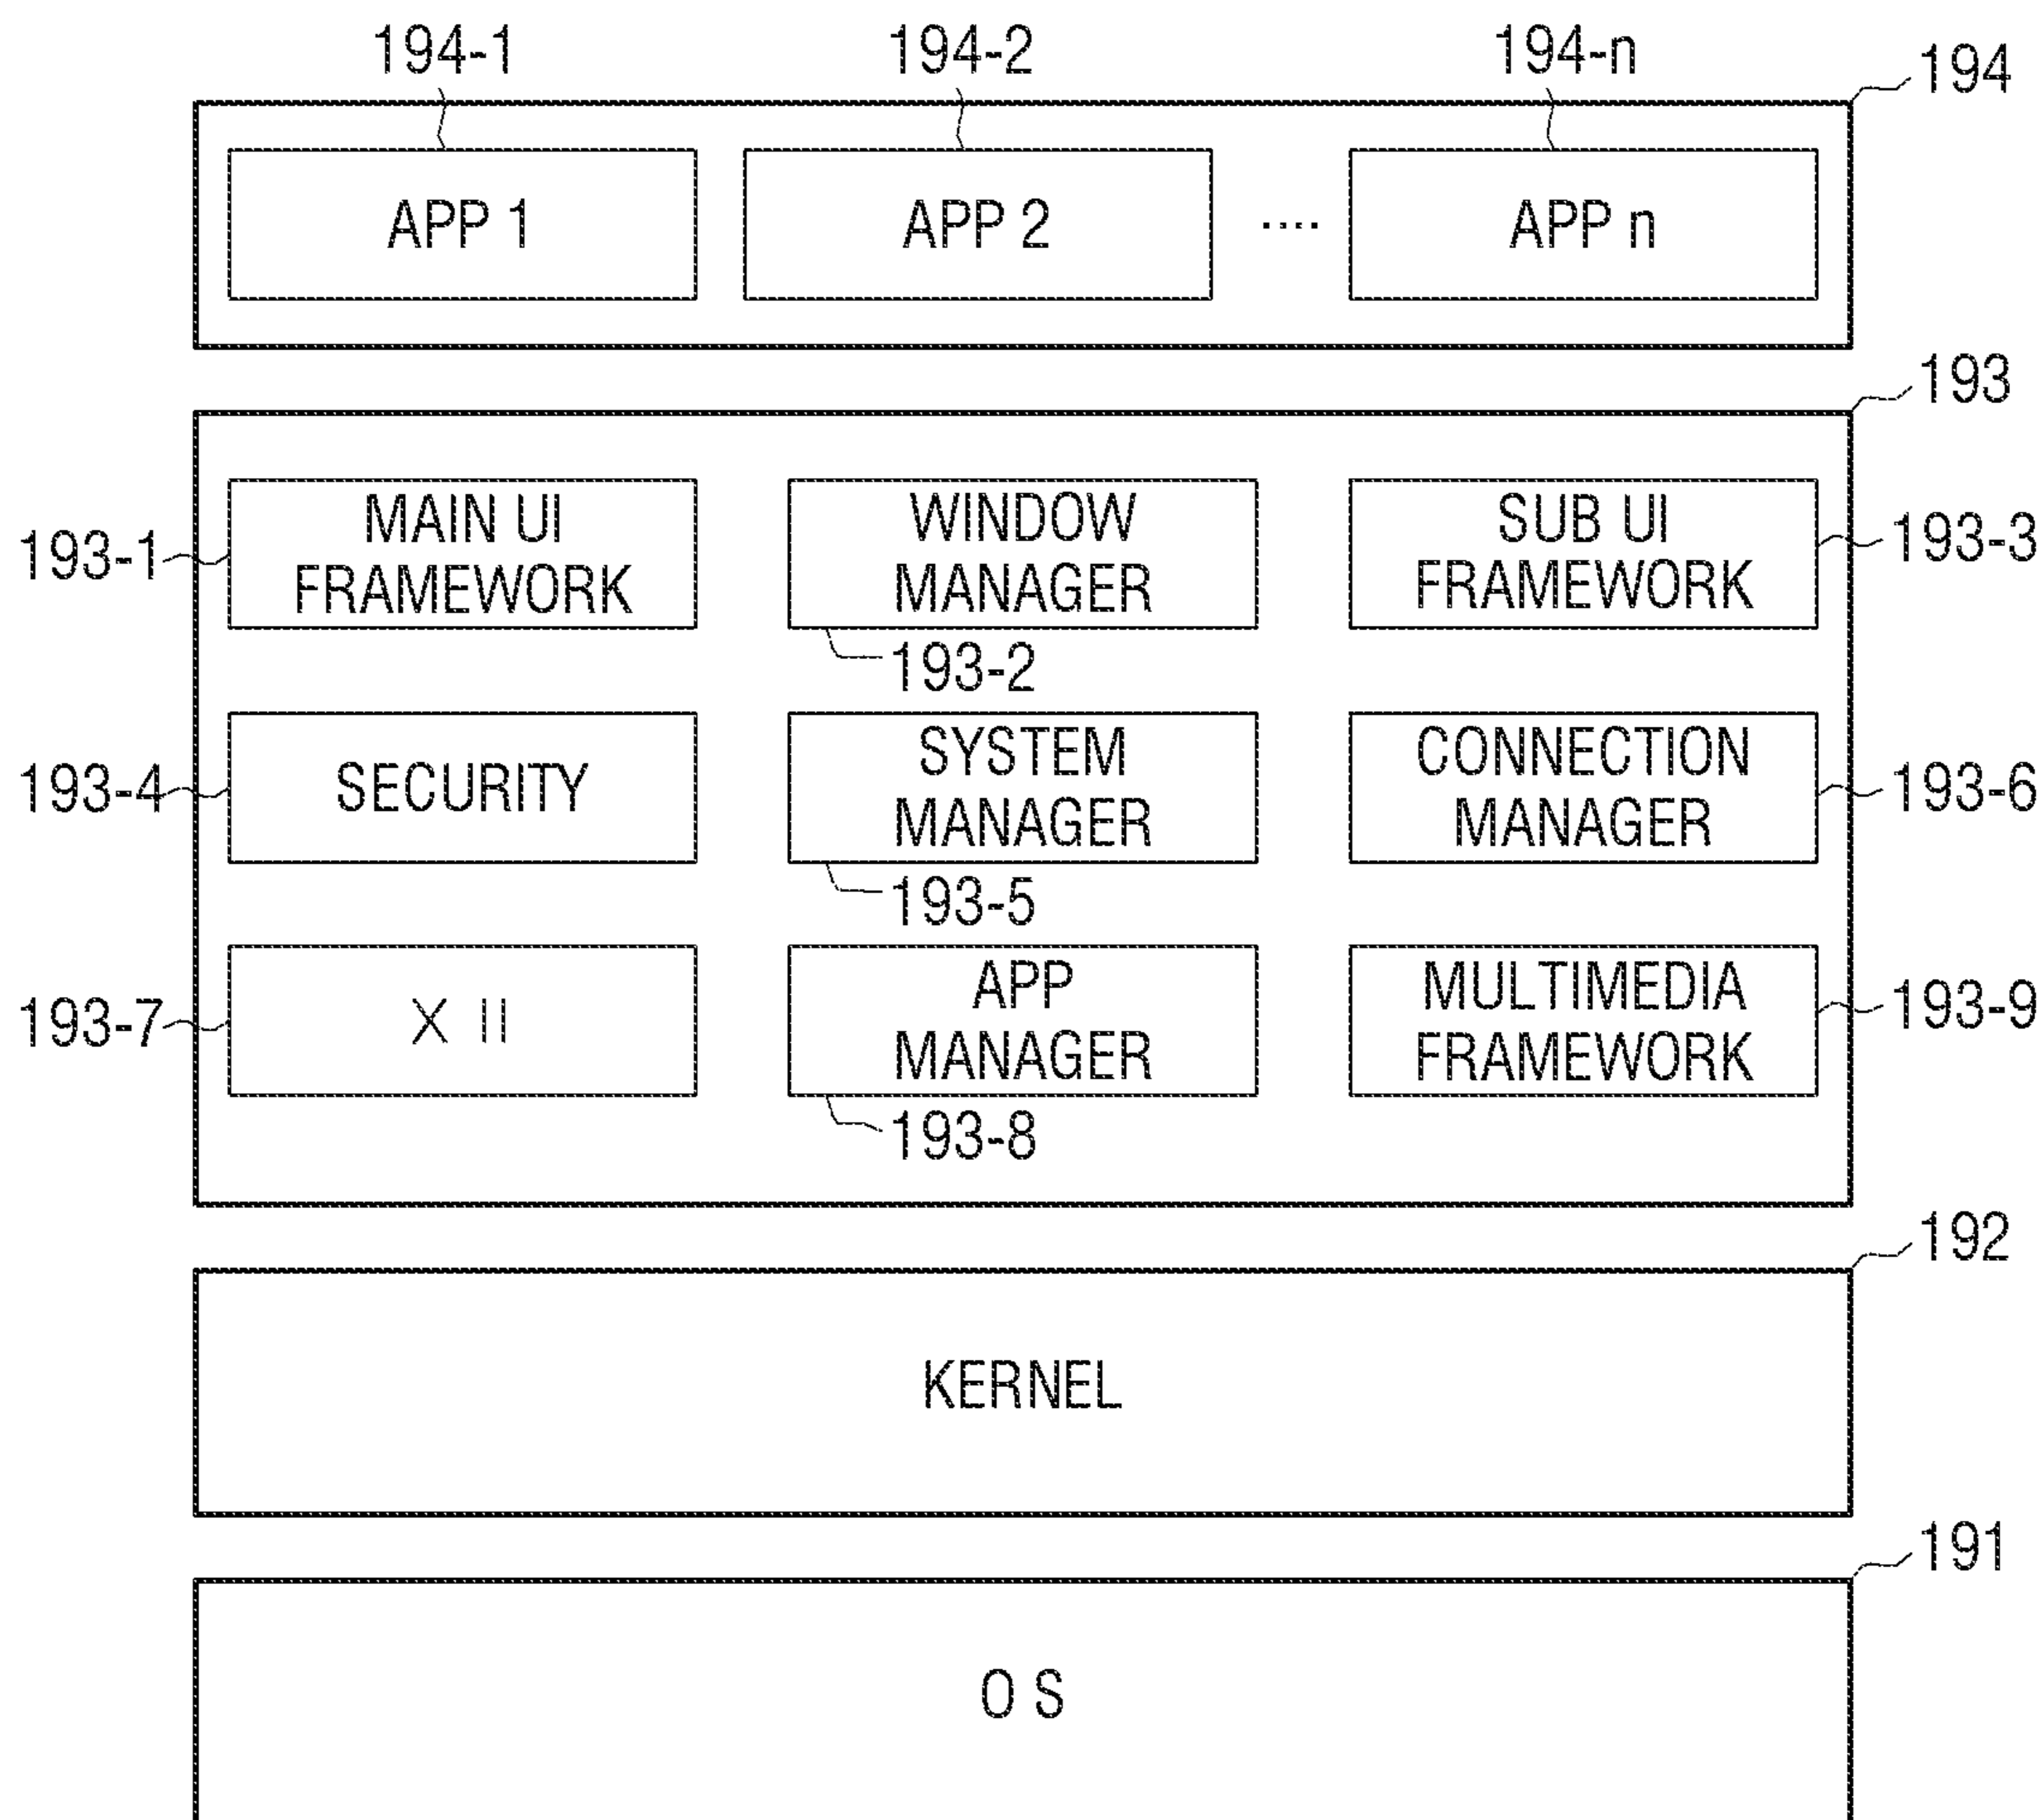 194-1
194-2
194-n
194
APP 1
APP 2
....
APP n
193
193-1
MAIN UI
FRAMEWORK
WINDOW
MANAGER
193-2
SUB UI
FRAMEWORK
193-3
193-4
SECURITY
SYSTEM
MANAGER
193-5
CONNECTION
MANAGER
193-6
193-7
X II
APP
MANAGER
193-8
MULTIMEDIA
FRAMEWORK
193-9
192
KERNEL
191
O S